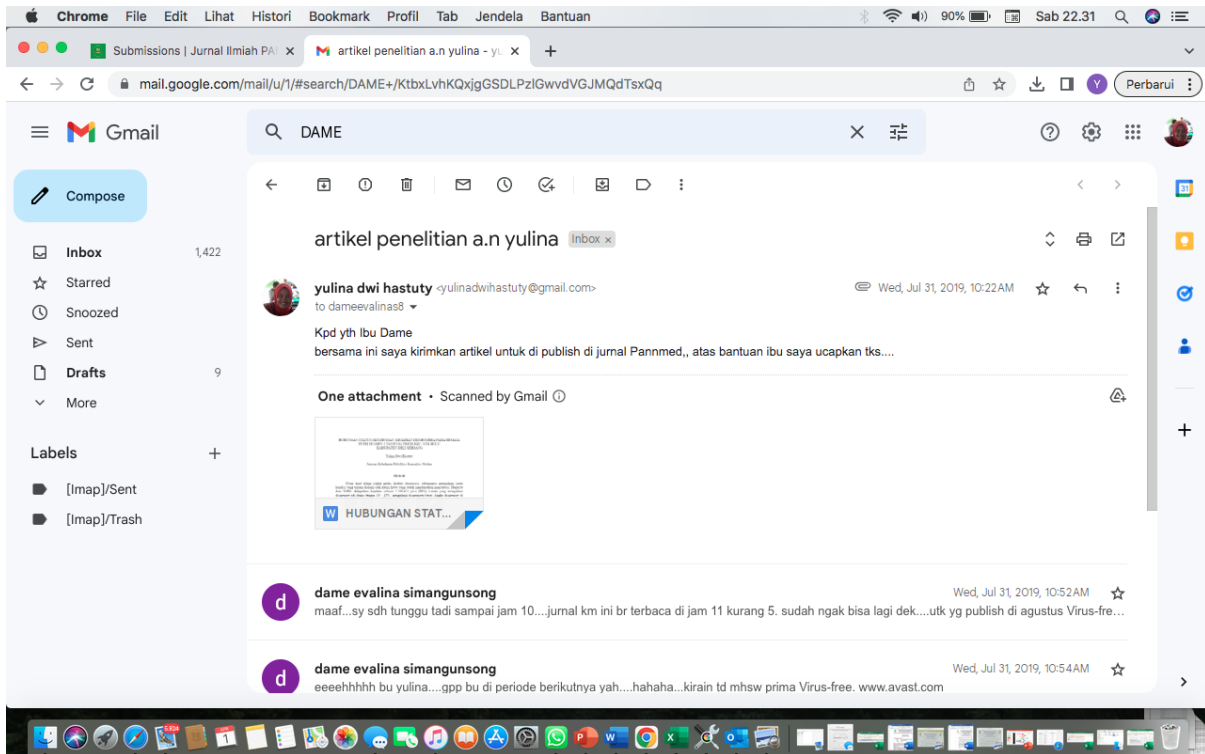 Chrome File Edit Lihat Histori Bookmark Profil Tab Jendela Bantuan 90% Sab 22.31
Submissions | Jurnal Ilmiah PA
artikel penelitian a.n yulina - yu
mail.google.com/mail/u/1/#search/DAME+/KtbxLvhKQxjgGSDLPzlGwvdVGJMQdTsxQq
Y
Perbarui
Gmail
DAME
Compose
Inbox 1,422
Starred
Snoozed
Sent
Drafts 9
More
Labels
[Imap]/Sent
[Imap]/Trash
artikel penelitian a.n yulina Inbox ×
yulina dwi hastuty <yulinadwihastuty@gmail.com> Wed, Jul 31, 2019, 10:22 AM
to dameevalinas8
Kpd yth Ibu Dame
bersama ini saya kirimkan artikel untuk di publish di jurnal Pannmed,, atas bantuan ibu saya ucapkan tks....
One attachment • Scanned by Gmail
W HUBUNGAN STAT...
d
dame evalina simangunsong Wed, Jul 31, 2019, 10:52 AM
maaf...sy sdh tunggu tadi sampai jam 10....jurnal km ini br terbaca di jam 11 kurang 5. sudah ngak bisa lagi dek....utk yg publish di agustus Virus-fre…
d
dame evalina simangunsong Wed, Jul 31, 2019, 10:54 AM
eeeehhhhh bu yulina....gpp bu di periode berikutnya yah....hahaha...kirain td mhsw prima Virus-free. www.avast.com
31